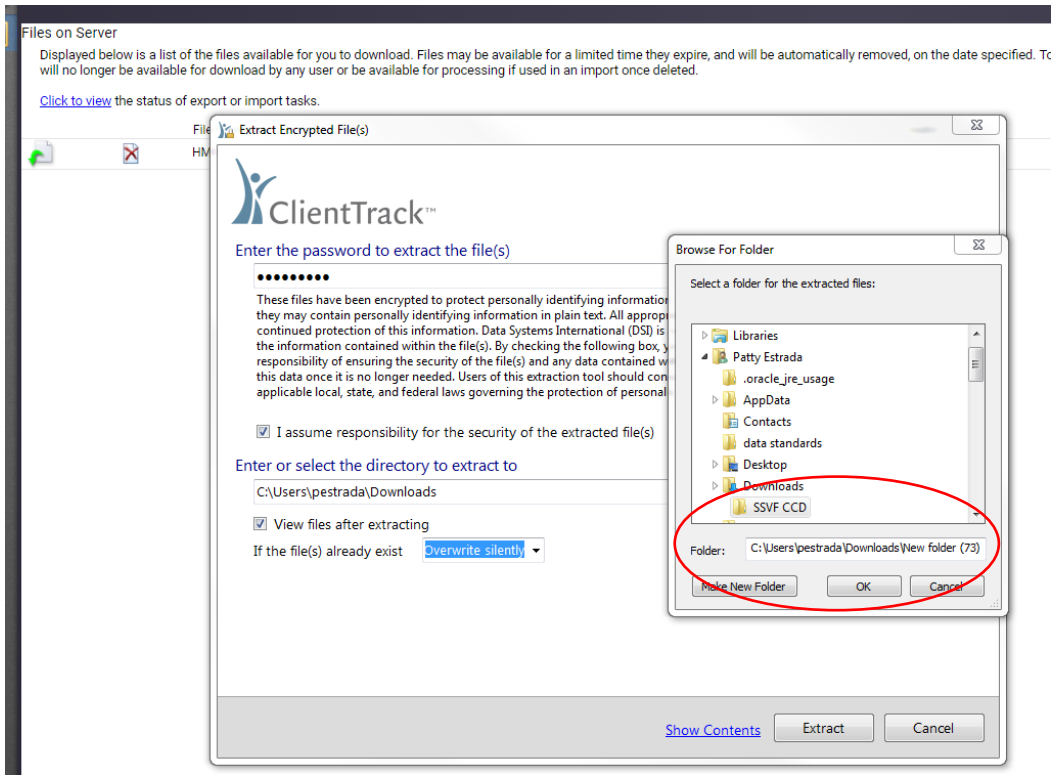 Files on Server
Displayed below is a list of the files available for you to download. Files may be available for a limited time they expire, and will be automatically removed, on the date specified. To
will no longer be available for download by any user or be available for processing if used in an import once deleted.
Click to view the status of export or import tasks.
File
HM
Extract Encrypted File(s)
ClientTrack™
Enter the password to extract the file(s)
These files have been encrypted to protect personally identifying information
they may contain personally identifying information in plain text. All appropr
continued protection of this information. Data Systems International (DSI) is
the information contained within the file(s). By checking the following box, y
responsibility of ensuring the security of the file(s) and any data contained w
this data once it is no longer needed. Users of this extraction tool should con
applicable local, state, and federal laws governing the protection of personal
I assume responsibility for the security of the extracted file(s)
Enter or select the directory to extract to
C:\Users\pestrada\Downloads
View files after extracting
If the file(s) already exist Overwrite silently
Browse For Folder
Select a folder for the extracted files:
Libraries
Patty Estrada
.oracle_jre_usage
AppData
Contacts
data standards
Desktop
Downloads
SSVF CCD
Folder: C:\Users\pestrada\Downloads\New folder (73)
Make New Folder OK Cancel
Show Contents Extract Cancel